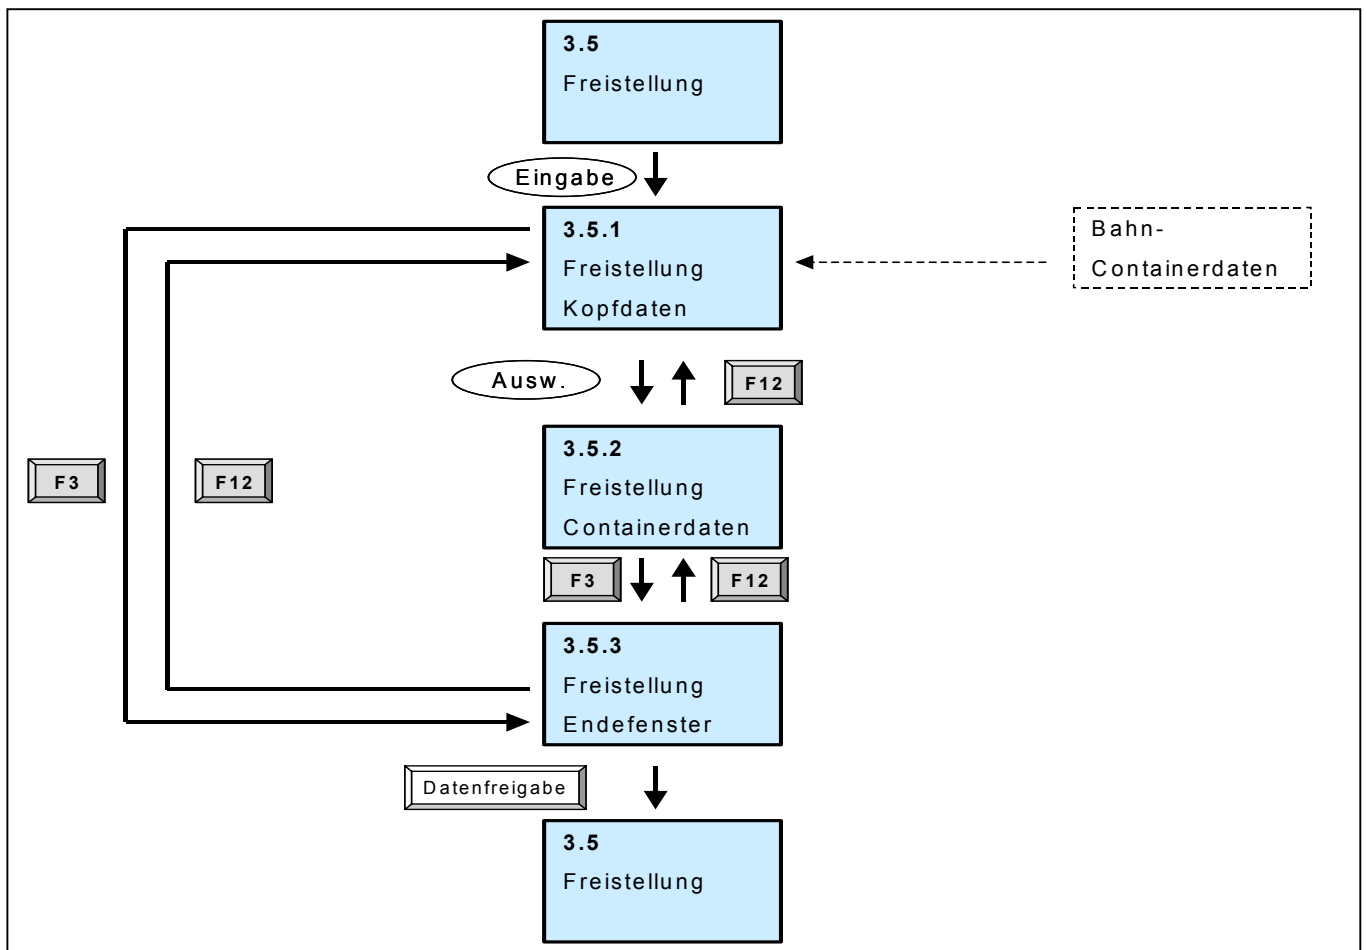 3.5
Freistellung
Eingabe
3.5.1
Freistellung
Kopfdaten
Bahn-
Containerdaten
Ausw.
F12
3.5.2
Freistellung
Containerdaten
F3
F12
F3
F12
3.5.3
Freistellung
Endefenster
Datenfreigabe
3.5
Freistellung